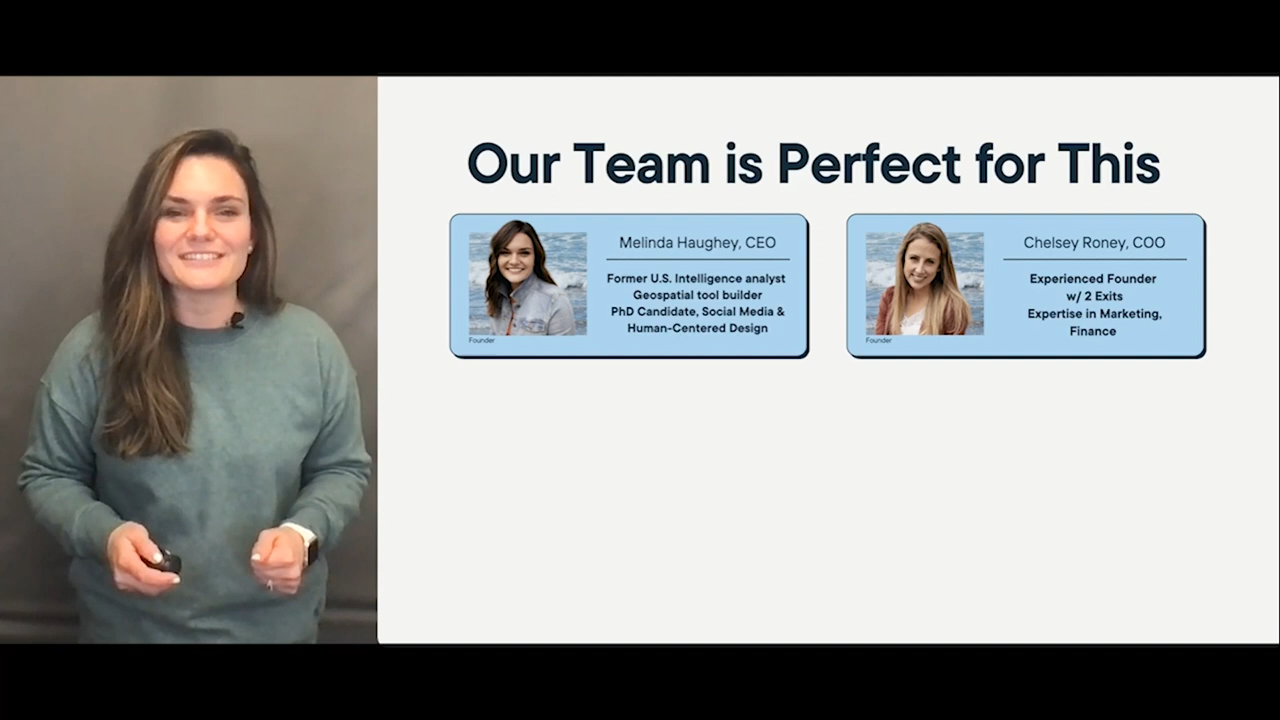 Our Team is Perfect for This
Melinda Haughey, CEO
Former U.S. Intelligence analyst
Geospatial tool builder
PhD Candidate, Social Media &
Human-Centered Design
Founder
Chelsey Roney, COO
Experienced Founder
w/ 2 Exits
Expertise in Marketing,
Finance
Founder